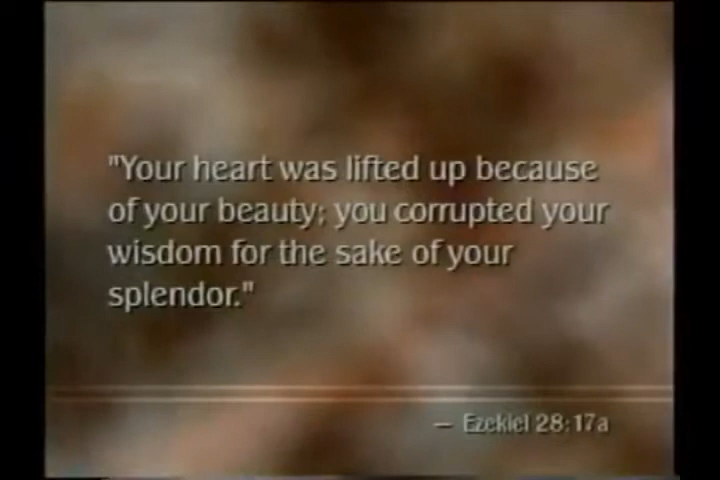 "Your heart was lifted up because
of your beauty; you corrupted your
wisdom for the sake of your
splendor."
— Ezekiel 28:17a